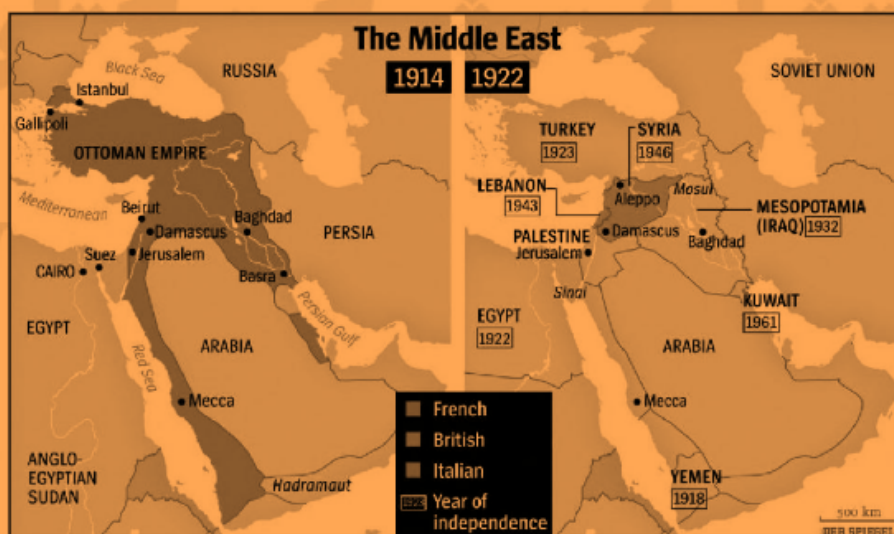 The Middle East
1914
1922
Black Sea
RUSSIA
Istanbul
Gallipoli
OTTOMAN EMPIRE
Mediterranean
Beirut
Damascus
Baghdad
PERSIA
Jerusalem
Suez
CAIRO
Basra
Persian Gulf
EGYPT
ARABIA
Red Sea
Mecca
ANGLO-
EGYPTIAN
SUDAN
Hadramaut
French
British
Italian
Year of
independence
SOVIET UNION
TURKEY
1923
SYRIA
1946
LEBANON
1943
Aleppo
Mosul
MESOPOTAMIA
(IRAQ) 1932
Damascus
Baghdad
PALESTINE
Jerusalem
Sinai
KUWAIT
1961
EGYPT
1922
ARABIA
Mecca
YEMEN
1918
500 km
DER SPIEGEL